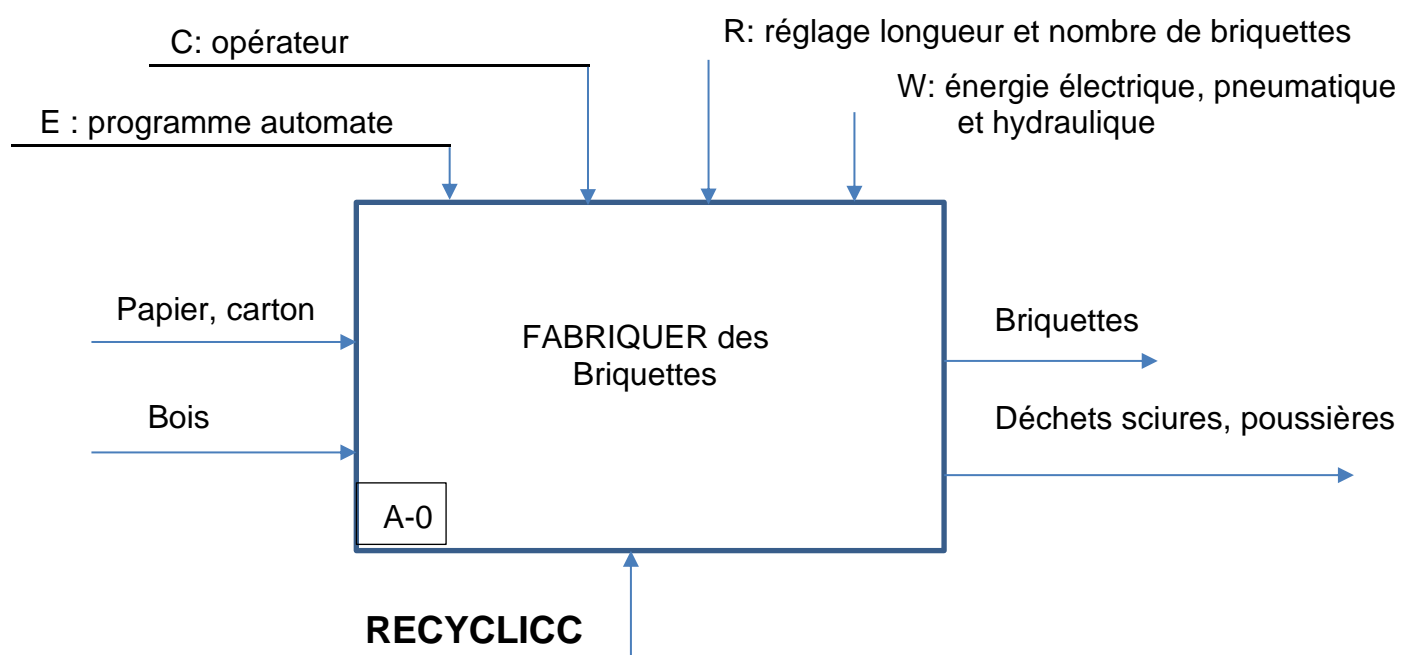 C: opérateur
R: réglage longueur et nombre de briquettes
W: énergie électrique, pneumatique
et hydraulique
E : programme automate
Papier, carton
Bois
FABRIQUER des
Briquettes
A-0
Briquettes
Déchets sciures, poussières
RECYCLICC